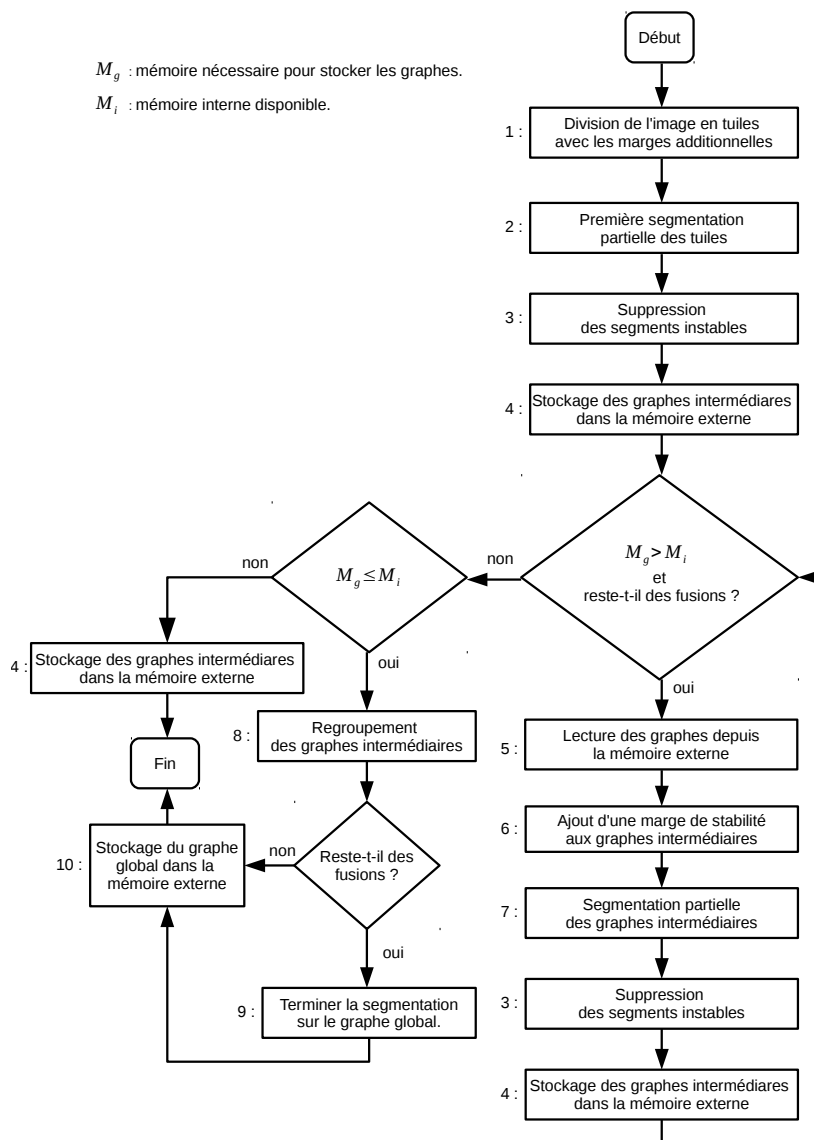 Début
M_g : mémoire nécessaire pour stocker les graphes.
M_i : mémoire interne disponible.
1 : Division de l'image en tuiles
avec les marges additionnelles
2 : Première segmentation
partielle des tuiles
3 : Suppression
des segments instables
4 : Stockage des graphes intermédiares
dans la mémoire externe
M_g > M_i
et
reste-t-il des fusions ?
non
oui
M_g ≤ M_i
non
oui
4 : Stockage des graphes intermédiares
dans la mémoire externe
Fin
8 : Regroupement
des graphes intermédiaires
Reste-t-il des
fusions ?
non
oui
10 : Stockage du graphe
global dans la
mémoire externe
9 : Terminer la segmentation
sur le graphe global.
5 : Lecture des graphes depuis
la mémoire externe
6 : Ajout d'une marge de stabilité
aux graphes intermédiaires
7 : Segmentation partielle
des graphes intermédiaires
3 : Suppression
des segments instables
4 : Stockage des graphes intermédiares
dans la mémoire externe